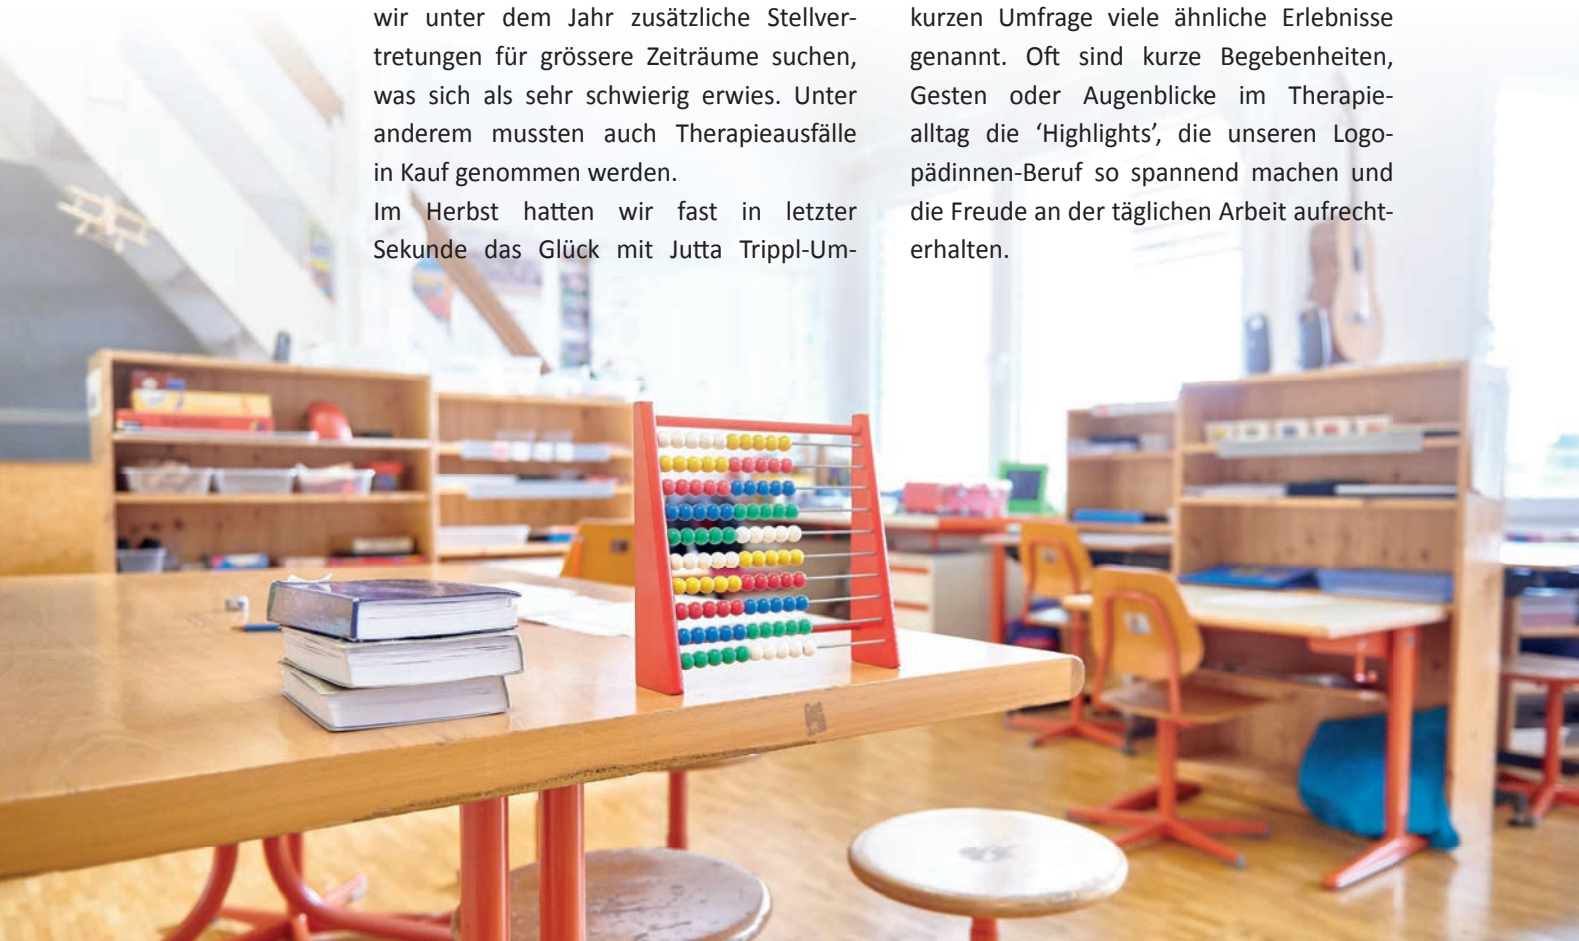 wir unter dem Jahr zusätzliche Stellver-
tretungen für grössere Zeiträume suchen,
was sich als sehr schwierig erwies. Unter
anderem mussten auch Therapieausfälle
in Kauf genommen werden.
Im Herbst hatten wir fast in letzter
Sekunde das Glück mit Jutta Trippl-Um-
kurzen Umfrage viele ähnliche Erlebnisse
genannt. Oft sind kurze Begebenheiten,
Gesten oder Augenblicke im Therapie-
alltag die ‘Highlights’, die unseren Logo-
pädinnen-Beruf so spannend machen und
die Freude an der täglichen Arbeit aufrecht-
erhalten.